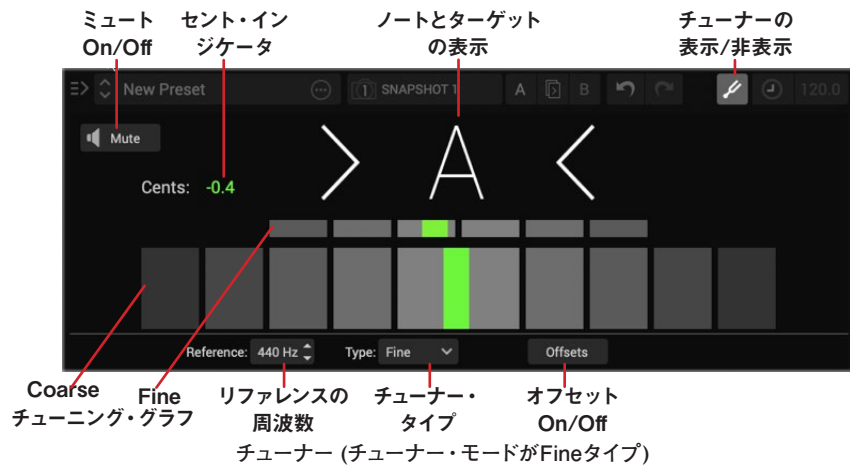 ミュート
On/Off
セント・イン
ジケータ
ノートとターゲット
の表示
チューナーの
表示/非表示
New Preset
1 SNAPSHOT 1
A
B
120.0
Mute
> A <
Cents: -0.4
Reference: 440 Hz
Type: Fine
Offsets
Coarse
チューニング・グラフ
Fine
リファレンスの
周波数
チューナー・
タイプ
オフセット
On/Off
チューナー (チューナー・モードがFineタイプ)